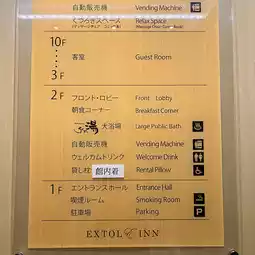 自動販売機 Vending Machine
くつろぎスペース Relax Space
10F
客室 Guest Room
3F
2F フロント・ロビー Front Lobby
朝食コーナー Breakfast Corner
湯 大浴場 Large Public Bath
自動販売機 Vending Machine
ウェルカムドリンク Welcome Drink
貸し枕 館内着 Rental Pillow
1F エントランスホール Entrance Hall
喫煙ルーム Smoking Room
駐車場 Parking P
EXTOL INN